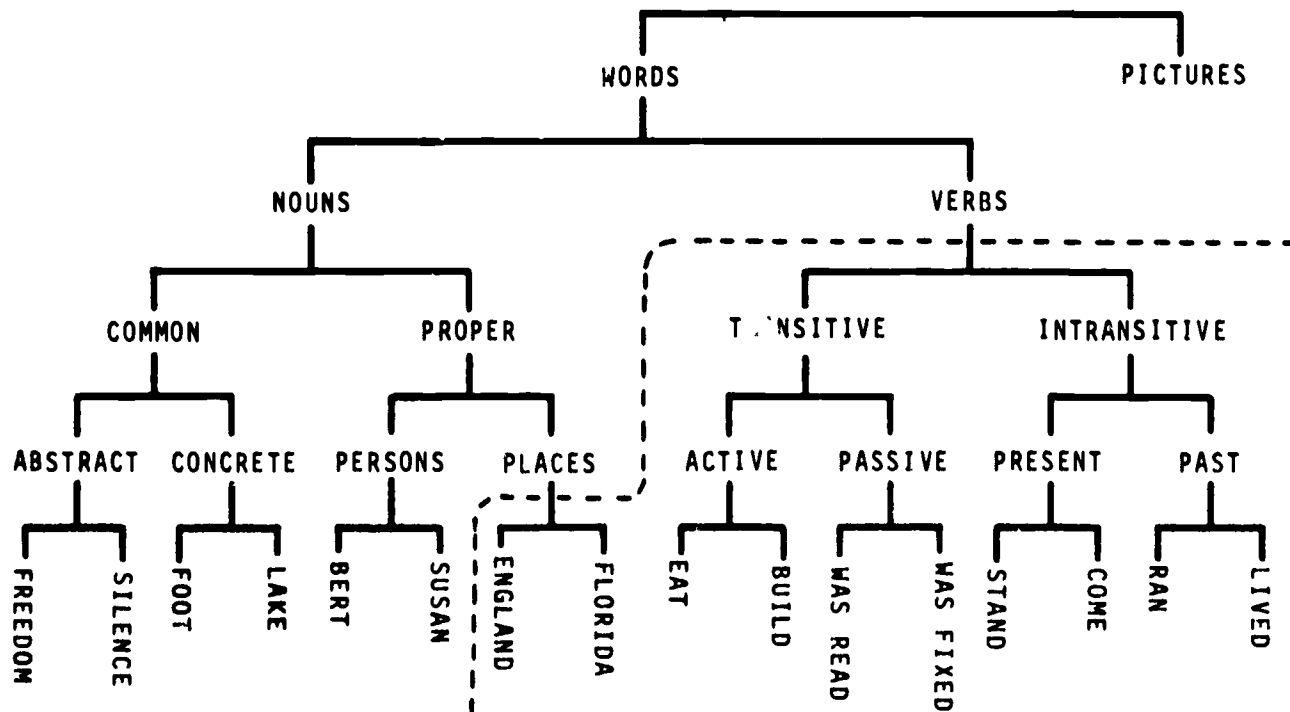 WORDS PICTURES
NOUNS VERBS
COMMON PROPER TRANSITIVE INTRANSITIVE
ABSTRACT CONCRETE PERSONS PLACES ACTIVE PASSIVE PRESENT PAST
FREEDOM
SILENCE
FOOT
LAKE
BERT
SUSAN
ENGLAND
FLORIDA
EAT
BUILD
WAS READ
WAS FIXED
STAND
COME
RAN
LIVED